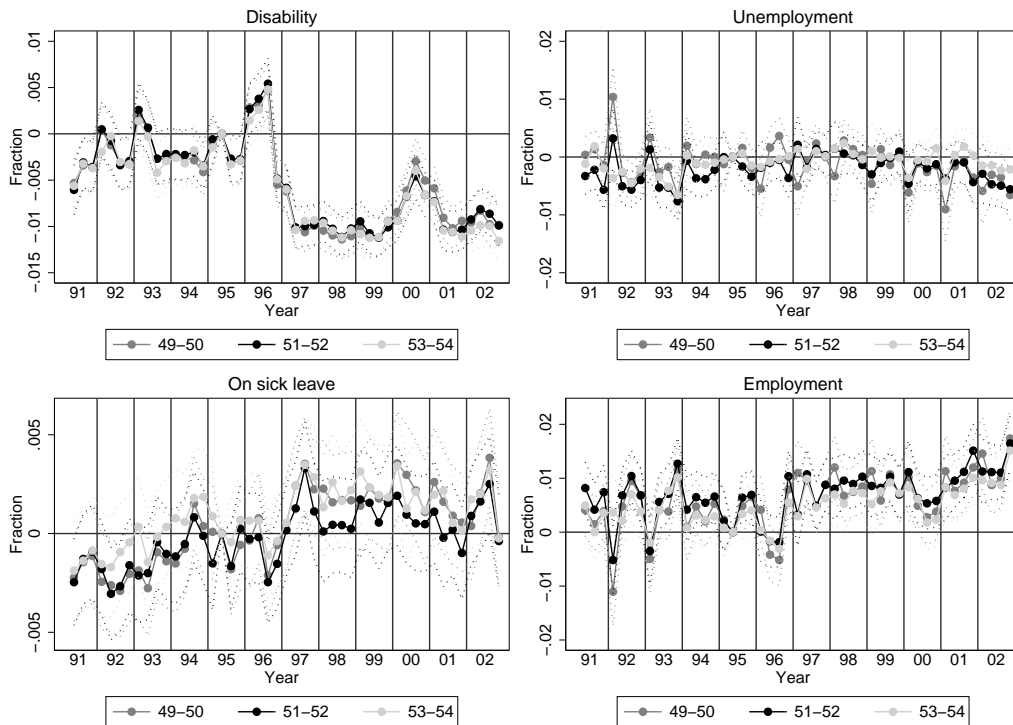 Disability
Fraction
.01
.005
0
-.005
-.01
-.015
91 92 93 94 95 96 97 98 99 00 01 02
Year
49-50 51-52 53-54
Unemployment
Fraction
.02
.01
0
-.01
-.02
91 92 93 94 95 96 97 98 99 00 01 02
Year
49-50 51-52 53-54
On sick leave
Fraction
.005
0
-.005
91 92 93 94 95 96 97 98 99 00 01 02
Year
49-50 51-52 53-54
Employment
Fraction
.02
.01
0
-.01
-.02
91 92 93 94 95 96 97 98 99 00 01 02
Year
49-50 51-52 53-54